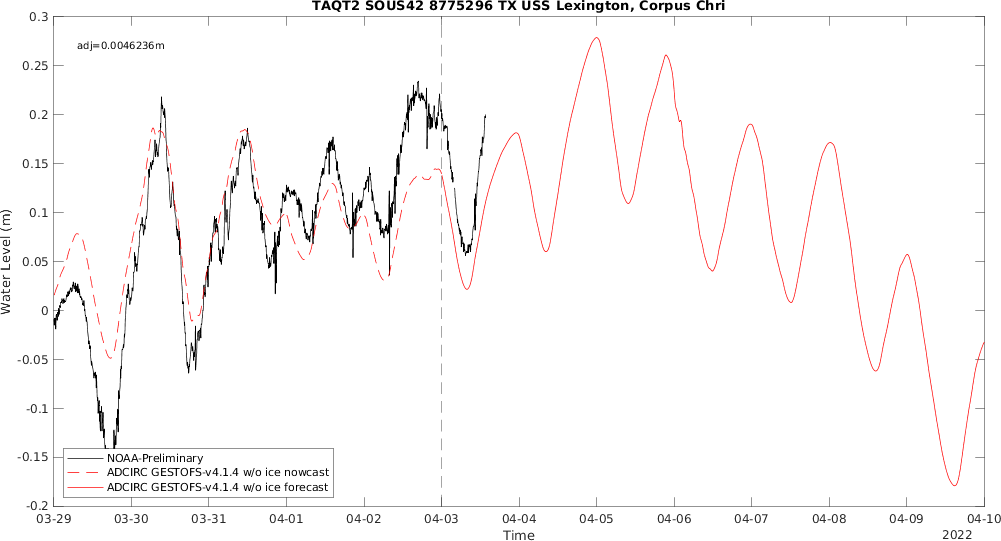 TAQT2 SOUS42 8775296 TX USS Lexington, Corpus Chri
adj=0.0046236m
0.3
0.25
0.2
0.15
0.1
0.05
0
-0.05
-0.1
-0.15
-0.2
Water Level (m)
NOAA-Preliminary
ADCIRC GESTOFS-v4.1.4 w/o ice nowcast
ADCIRC GESTOFS-v4.1.4 w/o ice forecast
03-29 03-30 03-31 04-01 04-02 04-03 04-04 04-05 04-06 04-07 04-08 04-09 04-10
Time
2022